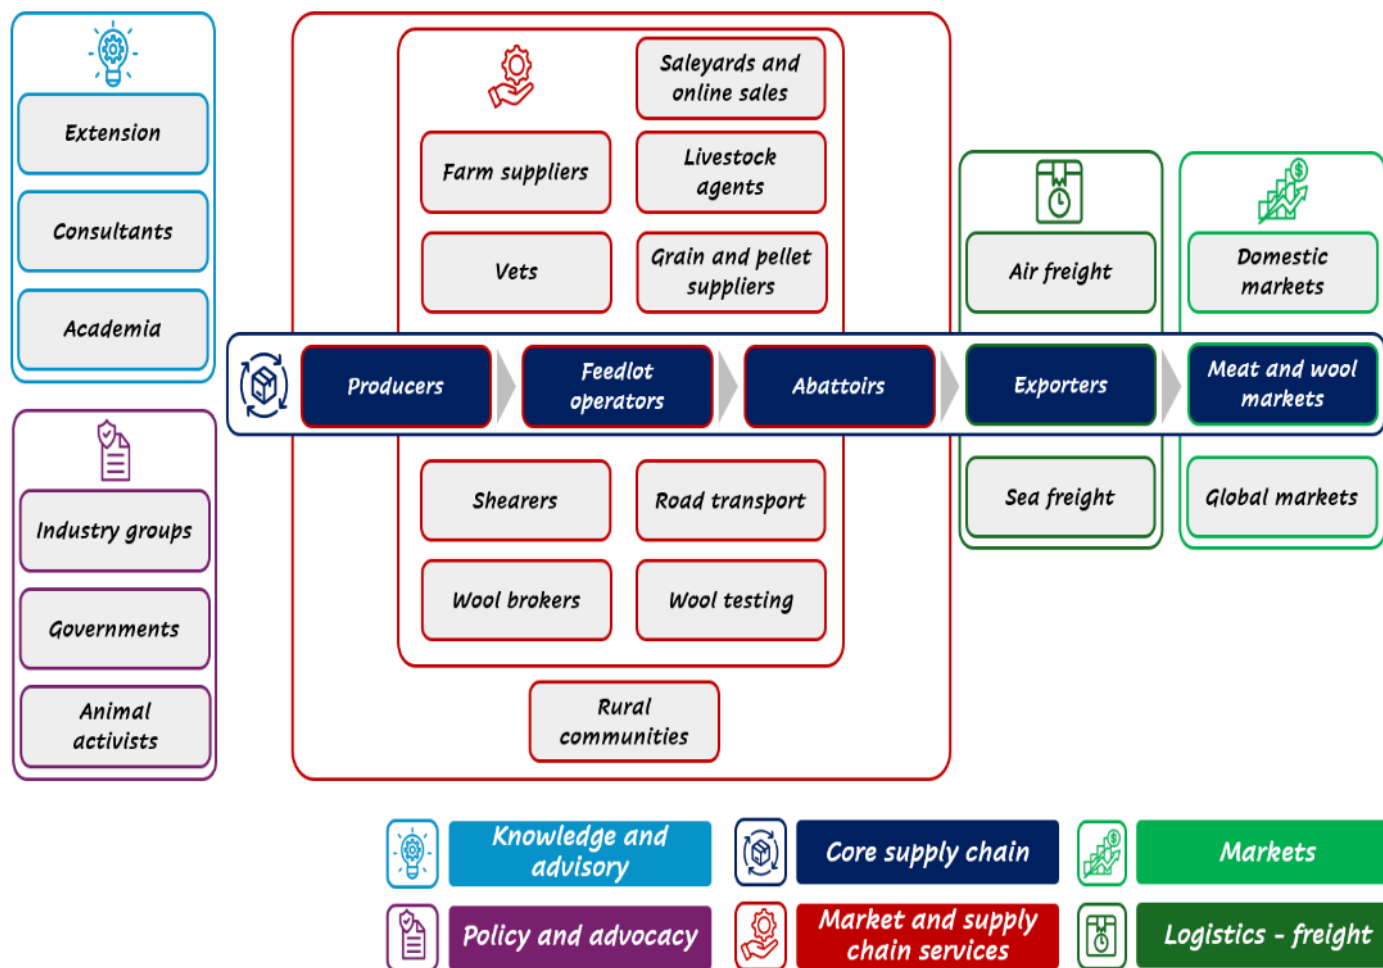 Extension
Consultants
Academia
Industry groups
Governments
Animal
activists
Saleyards and
online sales
Farm suppliers
Livestock
agents
Vets
Grain and pellet
suppliers
Producers
Feedlot
operators
Abattoirs
Exporters
Meat and wool
markets
Air freight
Domestic
markets
Sea freight
Global markets
Shearers
Road transport
Wool brokers
Wool testing
Rural
communities
Knowledge and
advisory
Core supply chain
Markets
Policy and advocacy
Market and supply
chain services
Logistics - freight